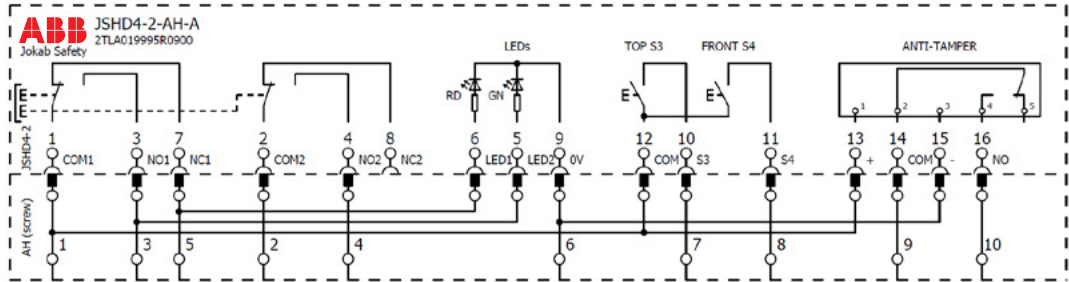 ABB JSHD4-2-AH-A
2TLA019995R0900
Jokab Safety
LEDs TOP S3 FRONT S4 ANTI-TAMPER
RD GN
1 2 3 4 5
JSHD4-2
1 3 7 2 4 8 6 5 9 12 10 11 13 14 15 16
COM1 NO1 NC1 COM2 NO2 NC2 LED1 LED2 0V COM S3 S4 + COM - NO
AH (screw)
1 3 5 2 4 6 7 8 9 10